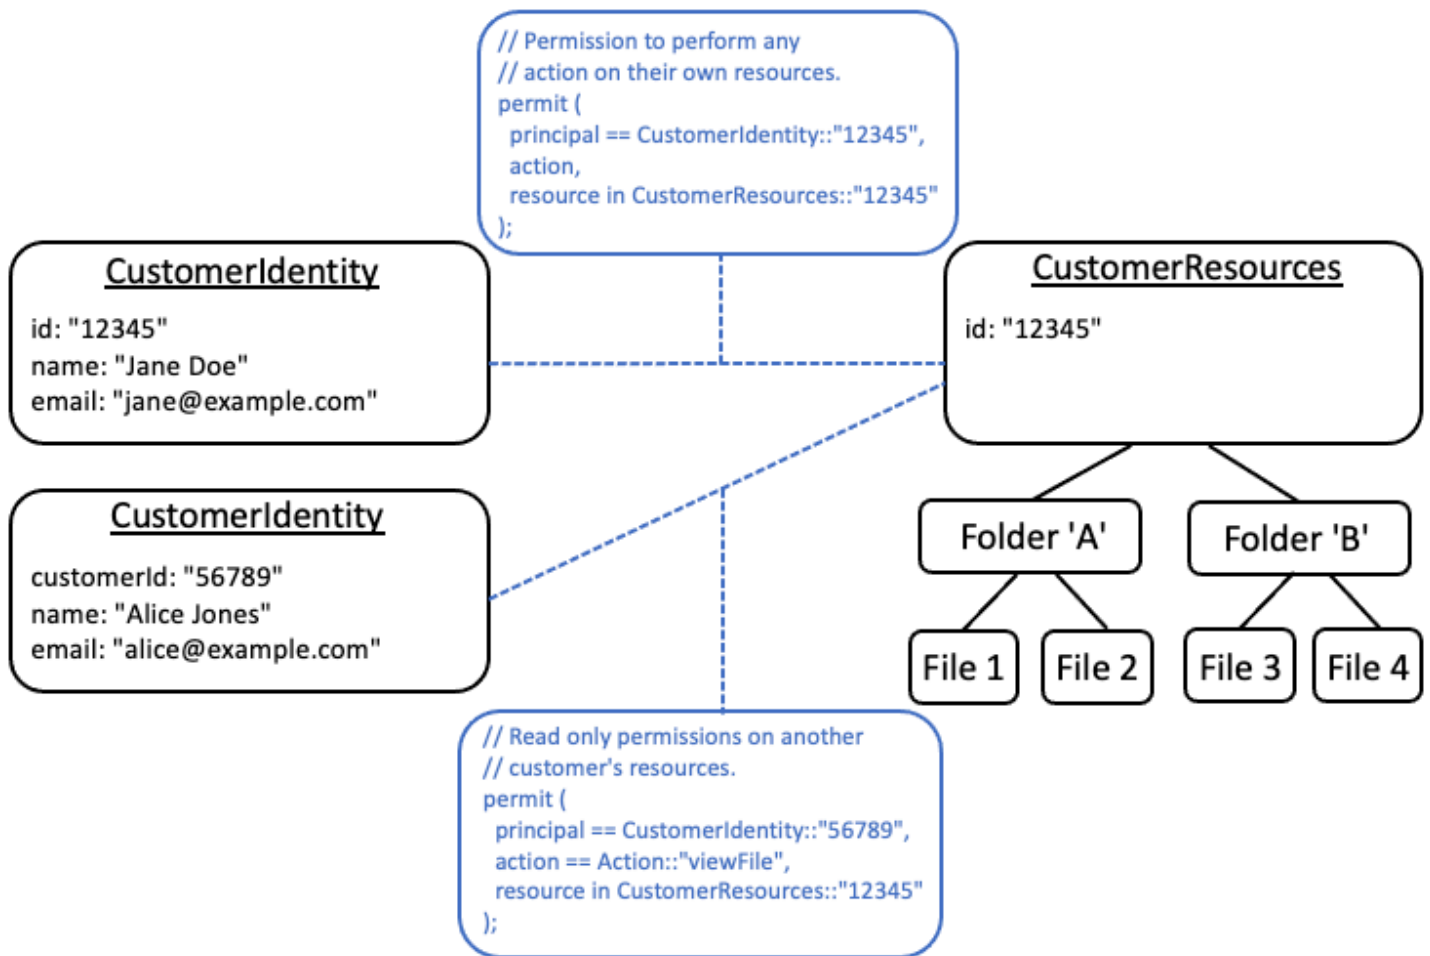 // Permission to perform any
// action on their own resources.
permit (
principal == CustomerIdentity::"12345",
action,
resource in CustomerResources::"12345"
);
CustomerIdentity
id: "12345"
name: "Jane Doe"
email: "jane@example.com"
CustomerResources
id: "12345"
CustomerIdentity
customerId: "56789"
name: "Alice Jones"
email: "alice@example.com"
Folder 'A'
Folder 'B'
File 1
File 2
File 3
File 4
// Read only permissions on another
// customer's resources.
permit (
principal == CustomerIdentity::"56789",
action == Action::"viewFile",
resource in CustomerResources::"12345"
);